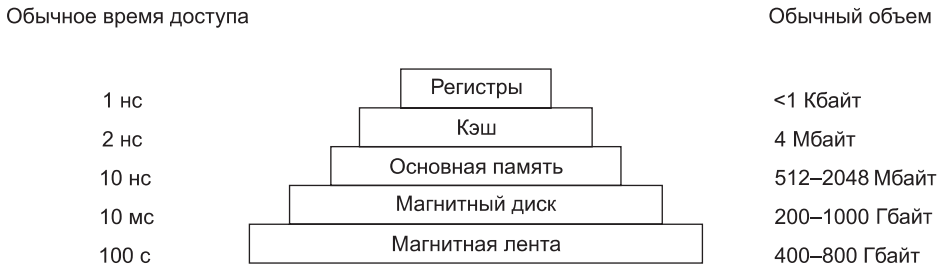 Обычное время доступа Обычный объем
1 нс Регистры <1 Кбайт
2 нс Кэш 4 Мбайт
10 нс Основная память 512–2048 Мбайт
10 мс Магнитный диск 200–1000 Гбайт
100 с Магнитная лента 400–800 Гбайт